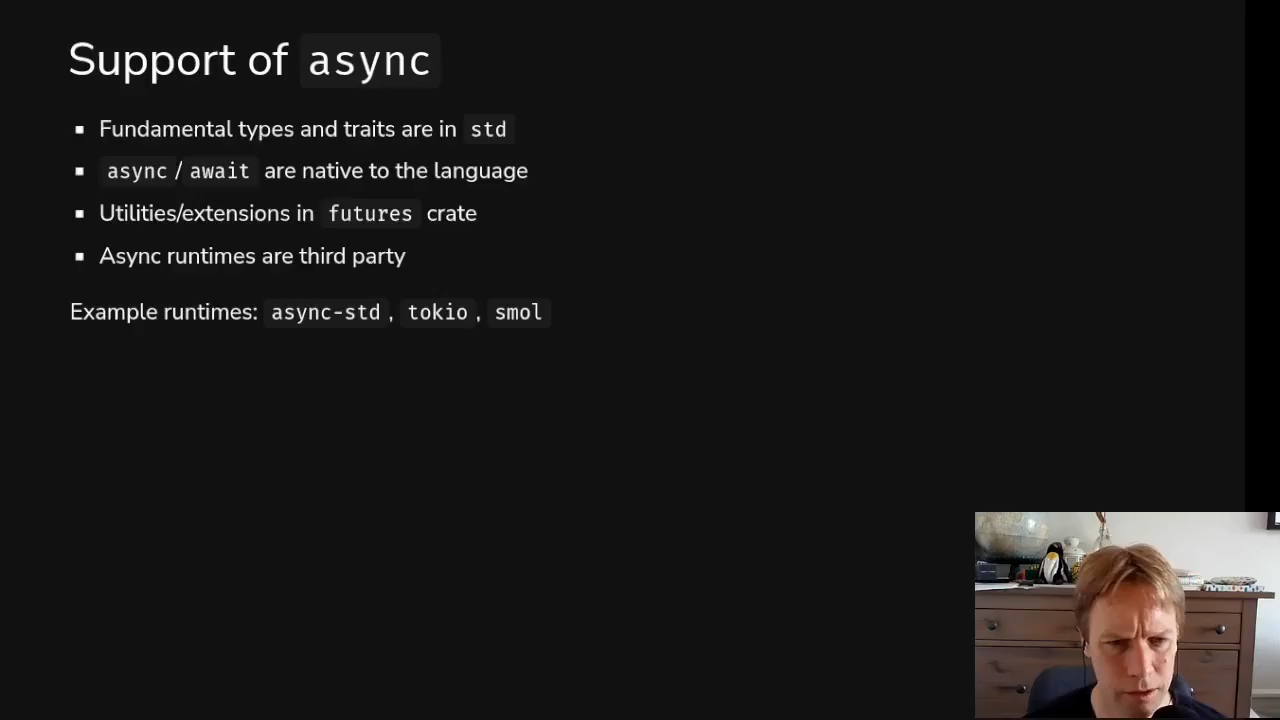 Support of async
Fundamental types and traits are in std
async / await are native to the language
Utilities/extensions in futures crate
Async runtimes are third party
Example runtimes: async-std , tokio , smol